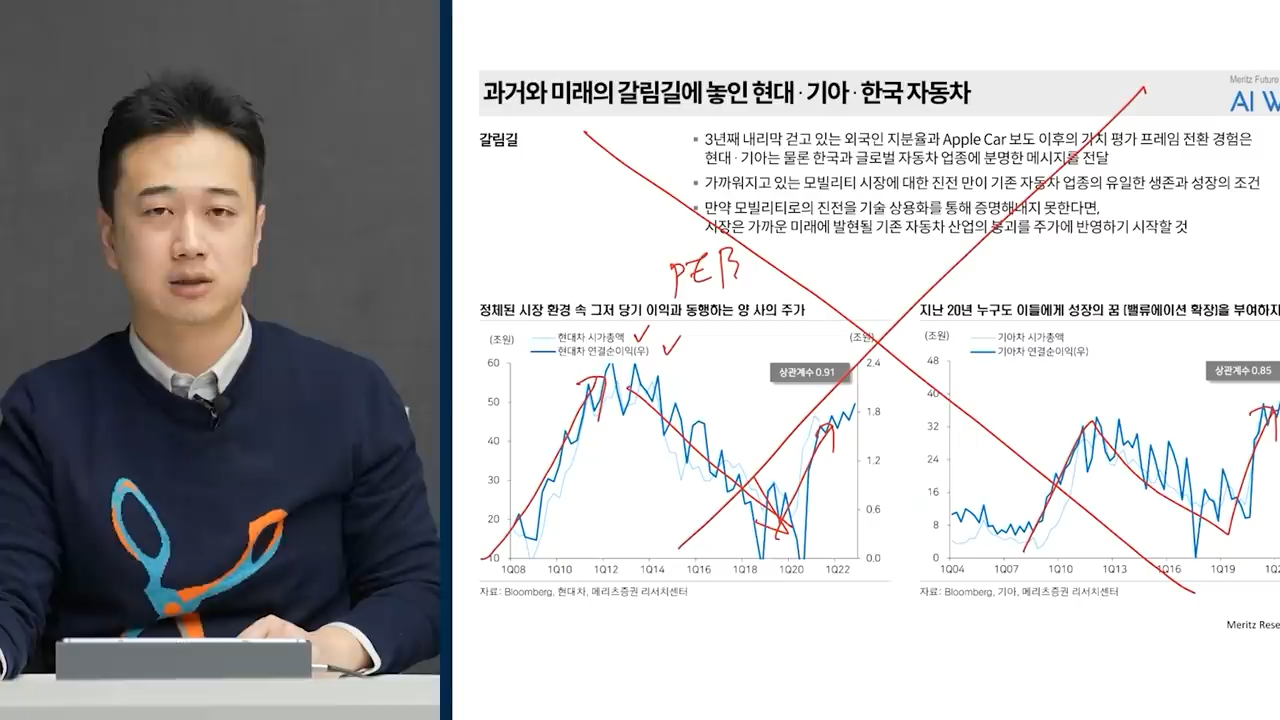 과거와 미래의 갈림길에 놓인 현대·기아·한국 자동차
Meritz Future
AI W
갈림길
▪ 3년째 내리막 걷고 있는 외국인 지분율과 Apple Car 보도 이후의 가치 평가 프레임 전환 경험은
현대·기아는 물론 한국과 글로벌 자동차 업종에 분명한 메시지를 전달
▪ 가까워지고 있는 모빌리티 시장에 대한 진전 만이 기존 자동차 업종의 유일한 생존과 성장의 조건
▪ 만약 모빌리티로의 진전을 기술 상용화를 통해 증명해내지 못한다면,
시장은 가까운 미래에 발현될 기존 자동차 산업의 붕괴를 주가에 반영하기 시작할 것
정체된 시장 환경 속 그저 당기 이익과 동행하는 양 사의 주가
(조원)
현대차 시가총액
현대차 연결순이익(우)
(조원)
상관계수 0.91
60
50
40
30
20
10
2.4
1.8
1.2
0.6
0.0
1Q08 1Q10 1Q12 1Q14 1Q16 1Q18 1Q20 1Q22
자료: Bloomberg, 현대차, 메리츠증권 리서치센터
지난 20년 누구도 이들에게 성장의 꿈 (밸류에이션 확장)을 부여하지
(조원)
기아차 시가총액
기아차 연결순이익(우)
상관계수 0.85
48
40
32
24
16
8
0
1Q04 1Q07 1Q10 1Q13 1Q16 1Q19
자료: Bloomberg, 기아, 메리츠증권 리서치센터
Meritz Rese